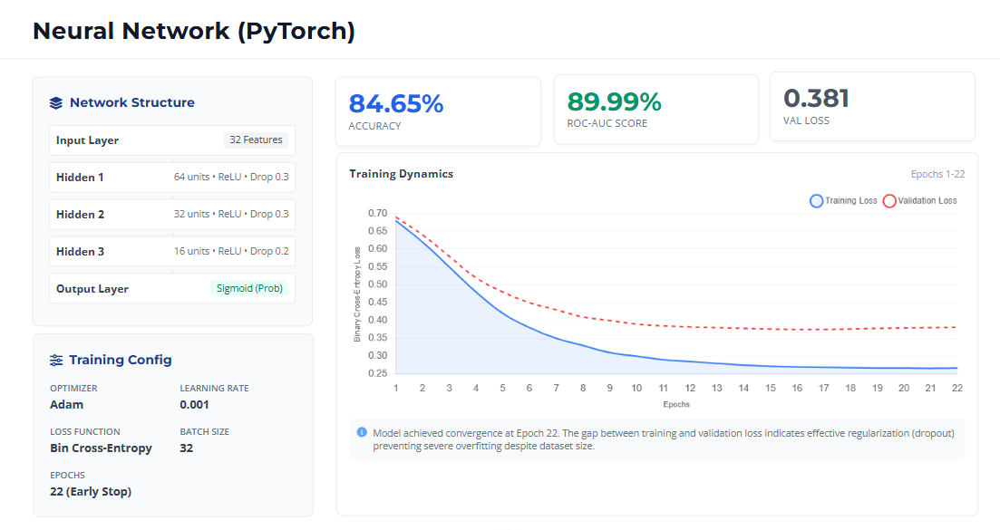 Neural Network (PyTorch)
Network Structure
Input Layer 32 Features
Hidden 1 64 units • ReLU • Drop 0.3
Hidden 2 32 units • ReLU • Drop 0.3
Hidden 3 16 units • ReLU • Drop 0.2
Output Layer Sigmoid (Prob)
Training Config
OPTIMIZER LEARNING RATE
Adam 0.001
LOSS FUNCTION BATCH SIZE
Bin Cross-Entropy 32
EPOCHS
22 (Early Stop)
84.65%
ACCURACY
89.99%
ROC-AUC SCORE
0.381
VAL LOSS
Training Dynamics Epochs 1-22
Training Loss Validation Loss
Binary Cross-Entropy Loss
0.70
0.65
0.60
0.55
0.50
0.45
0.40
0.35
0.30
0.25
1 2 3 4 5 6 7 8 9 10 11 12 13 14 15 16 17 18 19 20 21 22
Epochs
Model achieved convergence at Epoch 22. The gap between training and validation loss indicates effective regularization (dropout)
preventing severe overfitting despite dataset size.